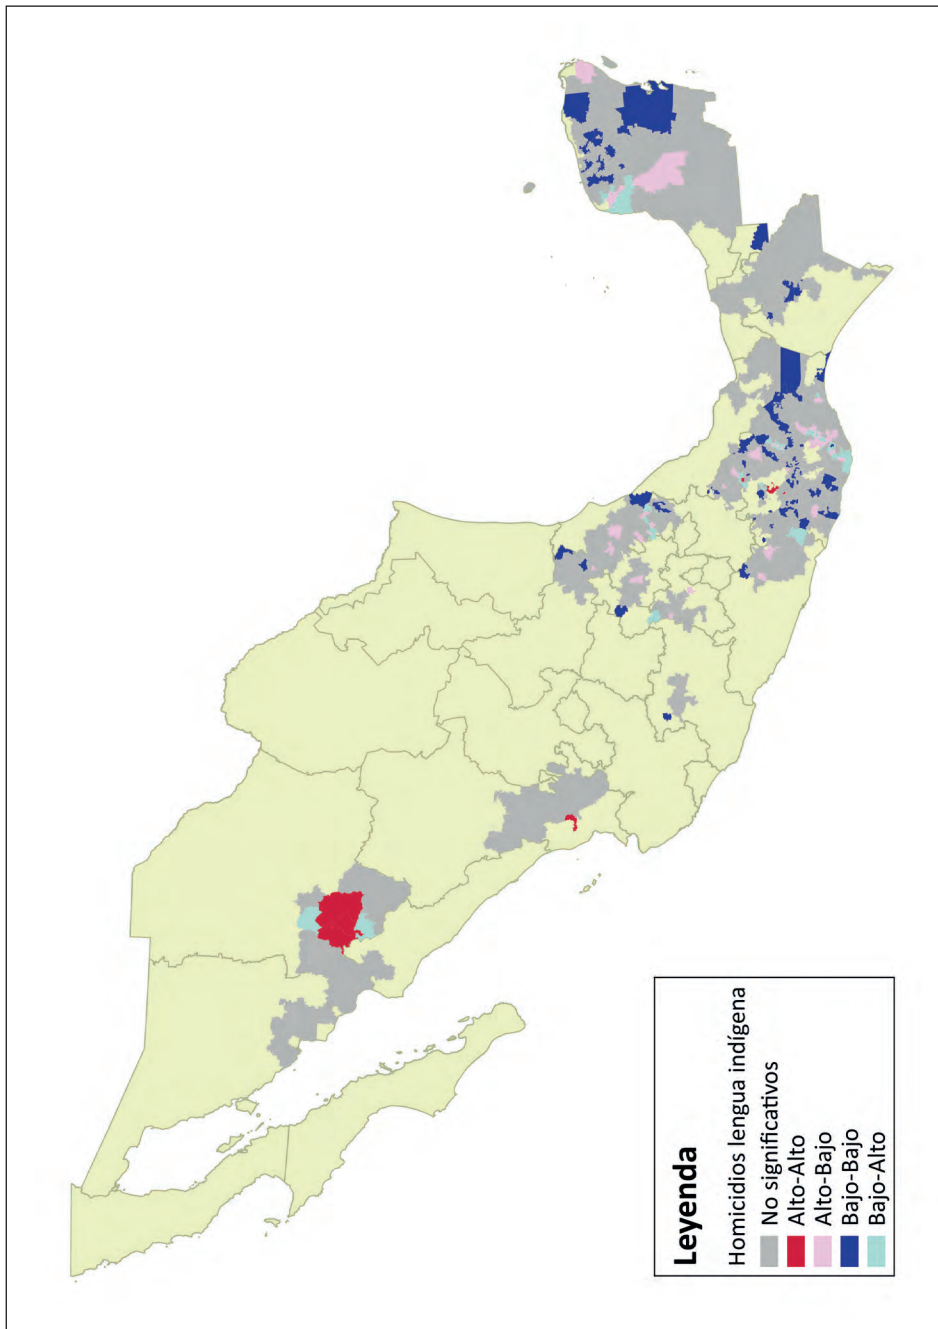 Leyenda
Homicidios lengua indígena
No significativos
Alto-Alto
Alto-Bajo
Bajo-Bajo
Bajo-Alto